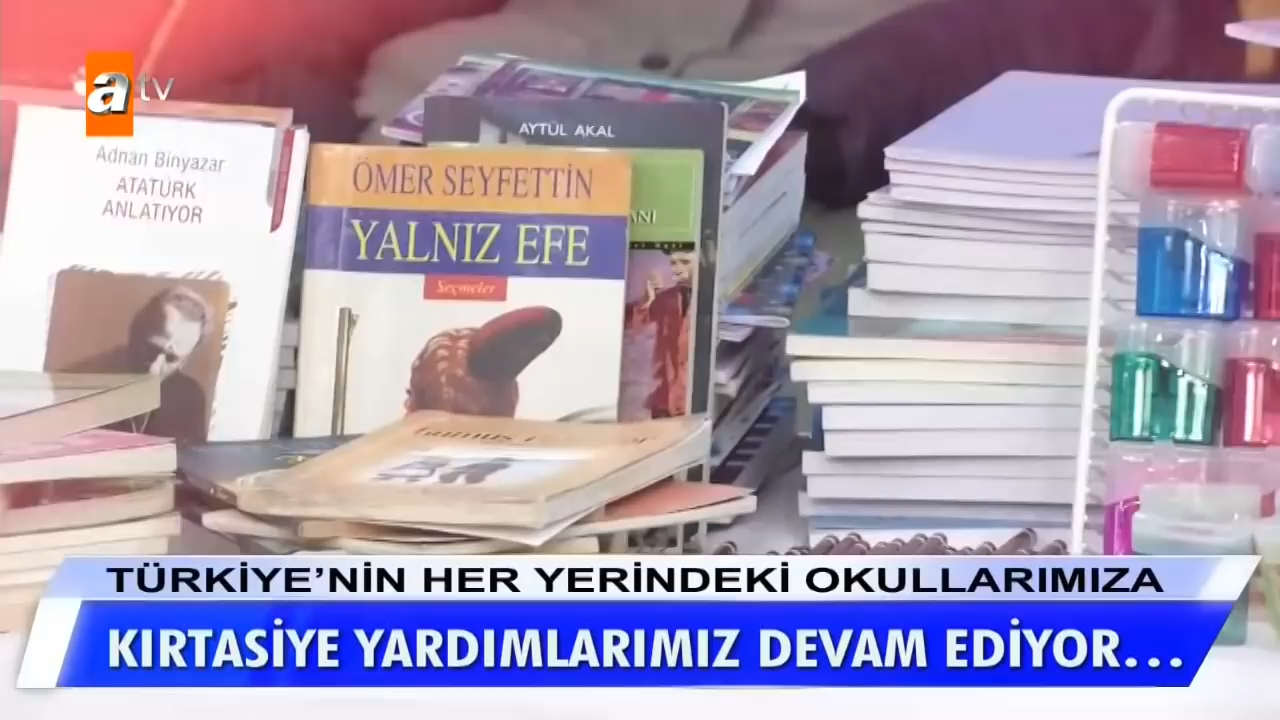 atv
Adnan Binyazar
ATATÜRK
ANLATIYOR
ÖMER SEYFETTİN
YALNIZ EFE
Seçmeler
AYTÜL AKAL
TÜRKİYE’NİN HER YERİNDEKİ OKULLARIMIZA
KIRTASİYE YARDIMLARIMIZ DEVAM EDİYOR...